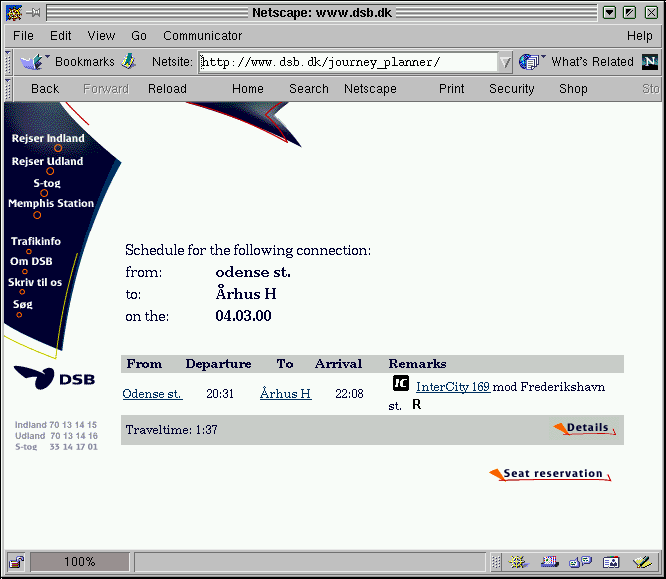 Netscape: www.dsb.dk
File Edit View Go Communicator Help
Bookmarks Netsite: http://www.dsb.dk/journey_planner/ What's Related N
Back Forward Reload Home Search Netscape Print Security Shop Sto
Rejser Indland
Rejser Udland
S-tog
Memphis Station
Trafikinfo
Om DSB
Skriv til os
Søg
DSB
Indland 70 13 14 15
Udland 70 13 14 16
S-tog 33 14 17 01
Schedule for the following connection:
from: odense st.
to: Århus H
on the: 04.03.00
From Departure To Arrival Remarks
Odense st. 20:31 Århus H 22:08 IC InterCity 169 mod Frederikshavn
st. R
Traveltime: 1:37 Details
Seat reservation
100%